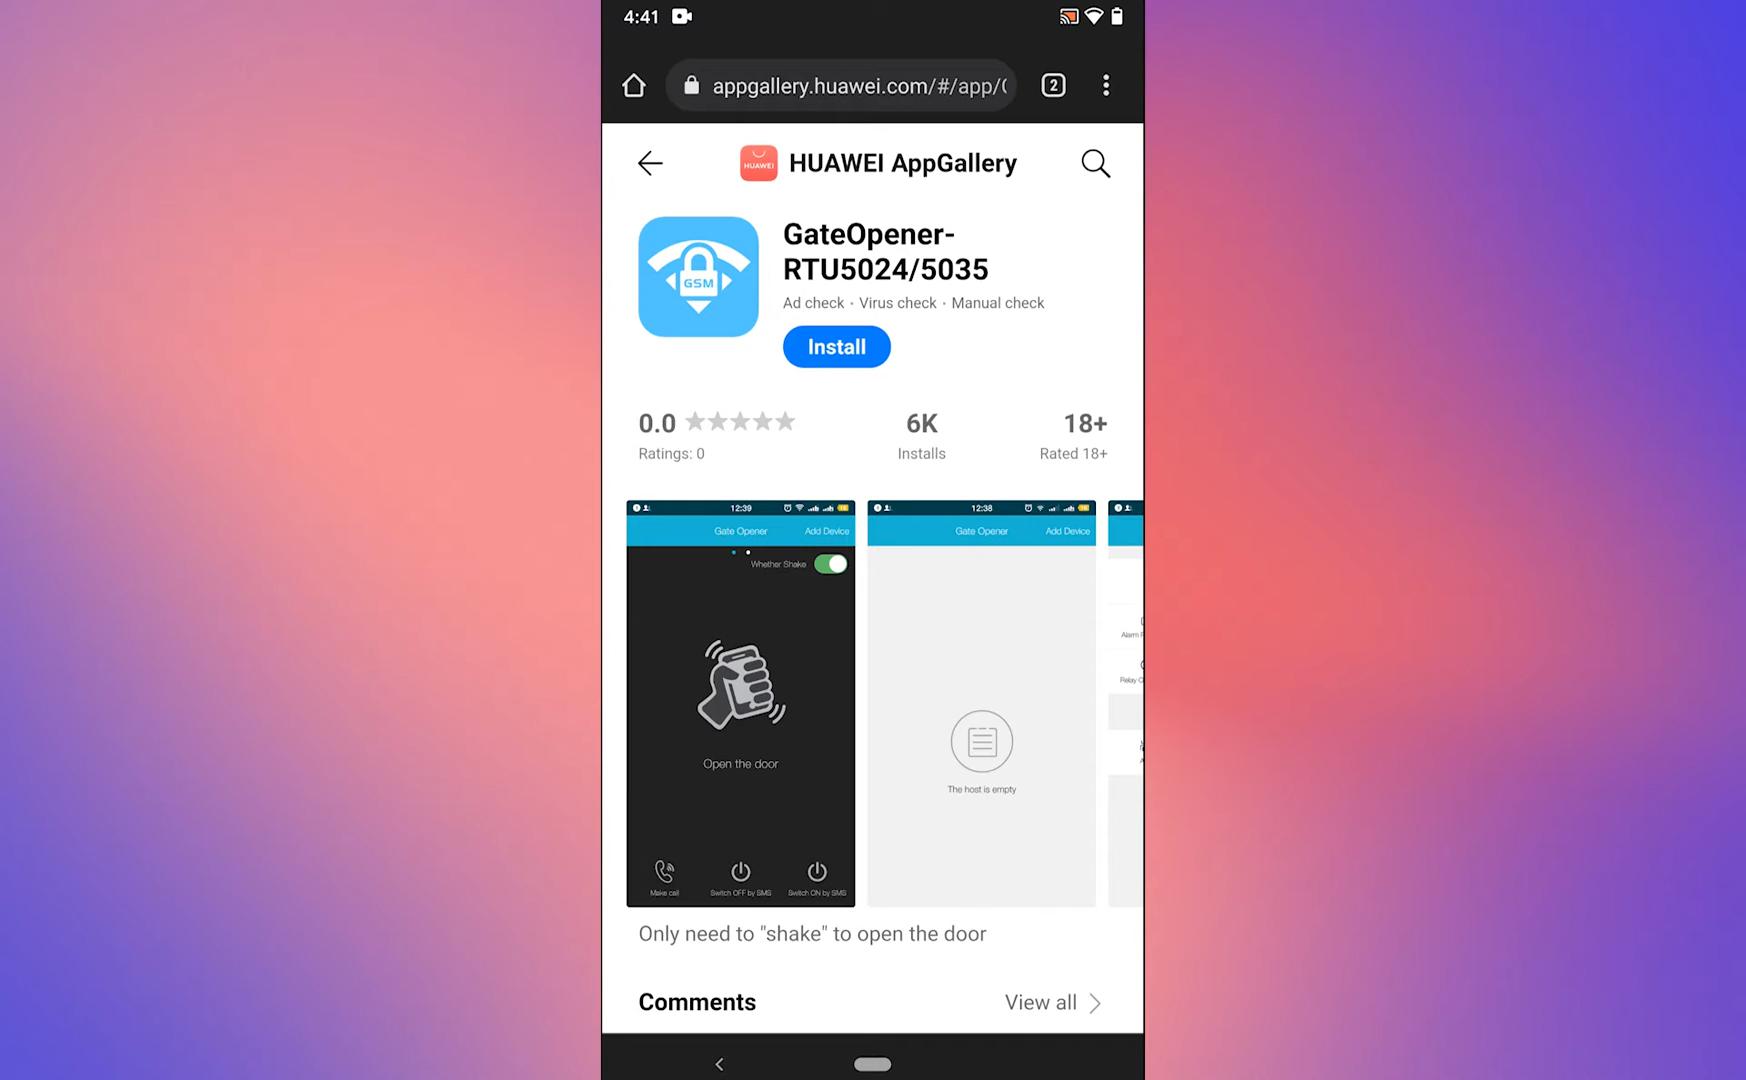 4:41
appgallery.huawei.com/#/app/
2
HUAWEI
HUAWEI AppGallery
GSM
GateOpener-
RTU5024/5035
Ad check · Virus check · Manual check
Install
0.0
Ratings: 0
6K
Installs
18+
Rated 18+
12:39
Gate Opener
Add Device
Whether Shake
Open the door
Make call
Switch OFF by SMS
Switch ON by SMS
12:38
Gate Opener
Add Device
The host is empty
Alarm
Relay
Only need to "shake" to open the door
Comments
View all